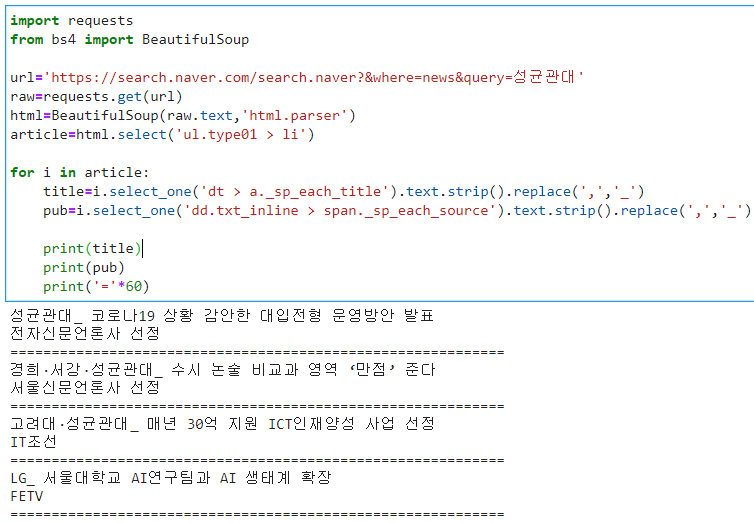 import requests
from bs4 import BeautifulSoup
url='https://search.naver.com/search.naver?&where=news&query=성균관대'
raw=requests.get(url)
html=BeautifulSoup(raw.text,'html.parser')
article=html.select('ul.type01 > li')
for i in article:
    title=i.select_one('dt > a._sp_each_title').text.strip().replace(',','_')
    pub=i.select_one('dd.txt_inline > span._sp_each_source').text.strip().replace(',','_')
    print(title)
    print(pub)
    print('='*60)
성균관대_ 코로나19 상황 감안한 대입전형 운영방안 발표
전자신문언론사 선정
============================================================
경희·서강·성균관대_ 수시 논술 비교과 영역 ‘만점’ 준다
서울신문언론사 선정
============================================================
고려대·성균관대_ 매년 30억 지원 ICT인재양성 사업 선정
IT조선
============================================================
LG_ 서울대학교 AI연구팀과 AI 생태계 확장
FETV
============================================================